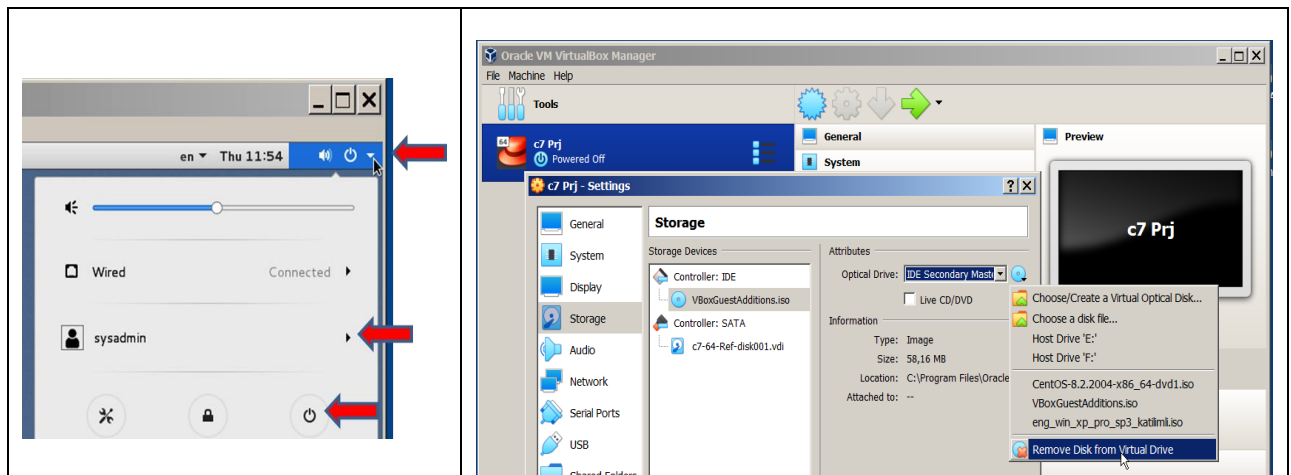 en Thu 11:54
Wired Connected
sysadmin
Oracle VM VirtualBox Manager
File Machine Help
Tools
64
c7 Prj
Powered Off
General
System
Preview
c7 Prj
c7 Prj - Settings
General
System
Display
Storage
Audio
Network
Serial Ports
USB
Shared Folders
Storage
Storage Devices
Controller: IDE
VBoxGuestAdditions.iso
Controller: SATA
c7-64-Ref-disk001.vdi
Attributes
Optical Drive: IDE Secondary
Live CD/DVD
Information
Type: Image
Size: 58,16 MB
Location: C:\Program Files\Oracle
Attached to: --
Choose/Create a Virtual Optical Disk...
Choose a disk file...
Host Drive 'E:'
Host Drive 'F:'
CentOS-8.2.2004-x86_64-dvd1.iso
VBoxGuestAdditions.iso
eng_win_xp_pro_sp3_katilimli.iso
Remove Disk from Virtual Drive